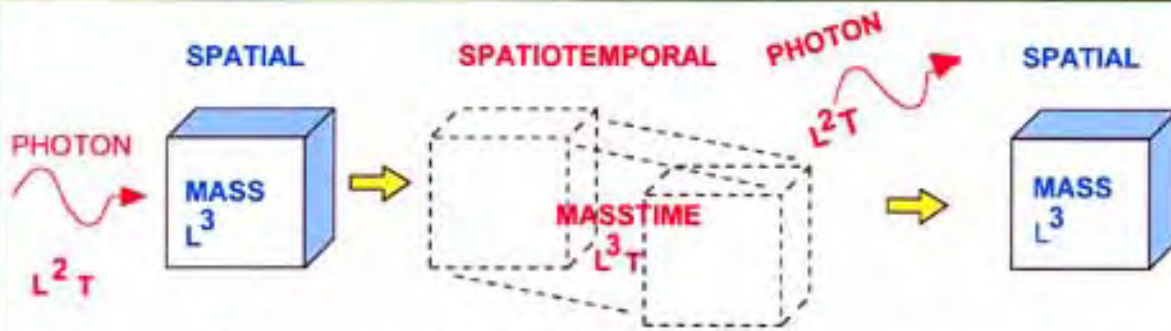 SPATIAL
SPATIOTEMPORAL
PHOTON
SPATIAL
PHOTON
L² T
MASS
L³
MASSTIME
L³T
L²T
MASS
L³